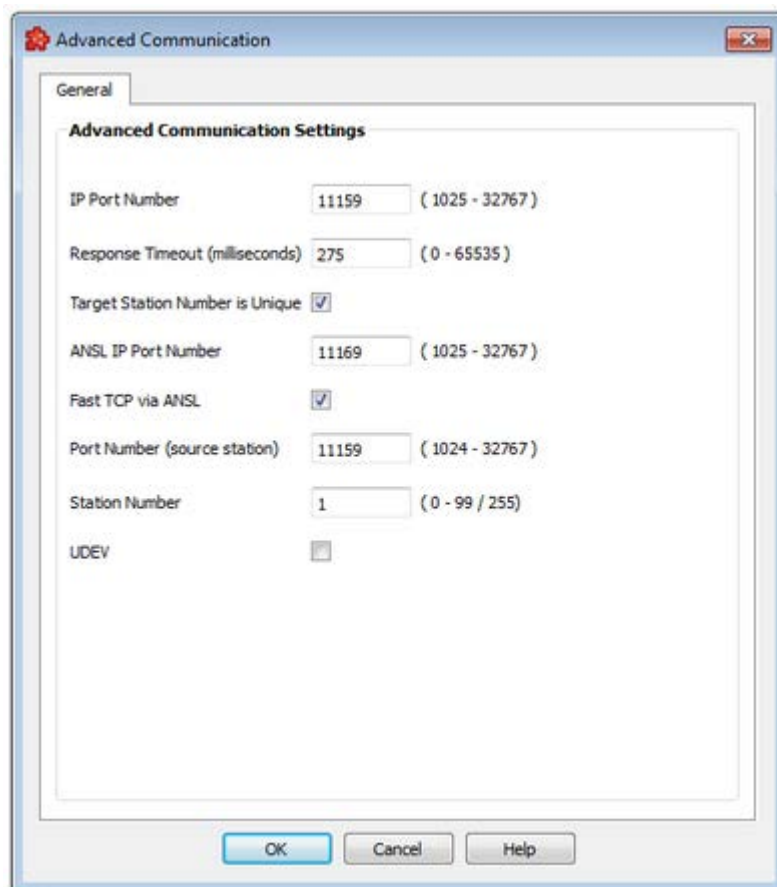 Advanced Communication
General
Advanced Communication Settings
IP Port Number 11159 ( 1025 - 32767 )
Response Timeout (milliseconds) 275 ( 0 - 65535 )
Target Station Number is Unique
ANSL IP Port Number 11169 ( 1025 - 32767 )
Fast TCP via ANSL
Port Number (source station) 11159 ( 1024 - 32767 )
Station Number 1 ( 0 - 99 / 255)
UDEV
OK Cancel Help